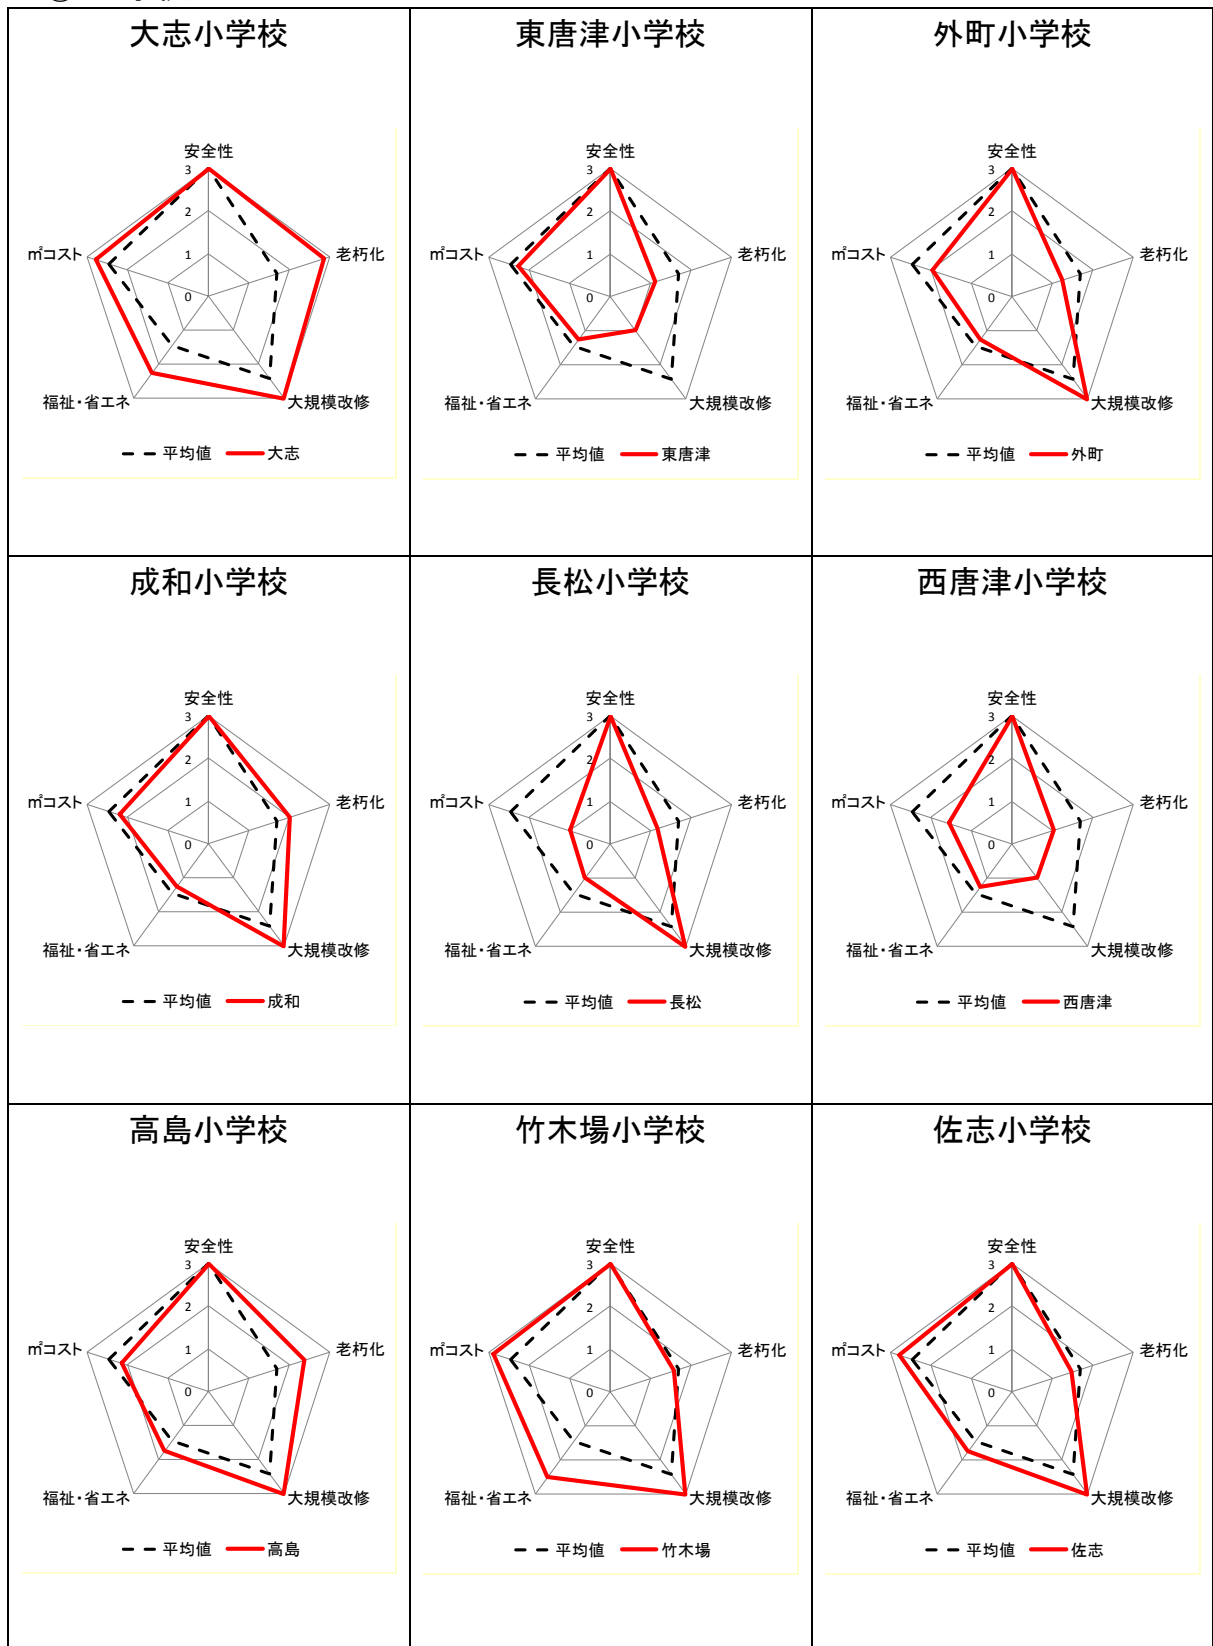 大志小学校
安全性
3
2
1
0
老朽化
大規模改修
福祉・省エネ
㎡コスト
平均値 大志
東唐津小学校
安全性
3
2
1
0
老朽化
大規模改修
福祉・省エネ
㎡コスト
平均値 東唐津
外町小学校
安全性
3
2
1
0
老朽化
大規模改修
福祉・省エネ
㎡コスト
平均値 外町
成和小学校
安全性
3
2
1
0
老朽化
大規模改修
福祉・省エネ
㎡コスト
平均値 成和
長松小学校
安全性
3
2
1
0
老朽化
大規模改修
福祉・省エネ
㎡コスト
平均値 長松
西唐津小学校
安全性
3
2
1
0
老朽化
大規模改修
福祉・省エネ
㎡コスト
平均値 西唐津
高島小学校
安全性
3
2
1
0
老朽化
大規模改修
福祉・省エネ
㎡コスト
平均値 高島
竹木場小学校
安全性
3
2
1
0
老朽化
大規模改修
福祉・省エネ
㎡コスト
平均値 竹木場
佐志小学校
安全性
3
2
1
0
老朽化
大規模改修
福祉・省エネ
㎡コスト
平均値 佐志